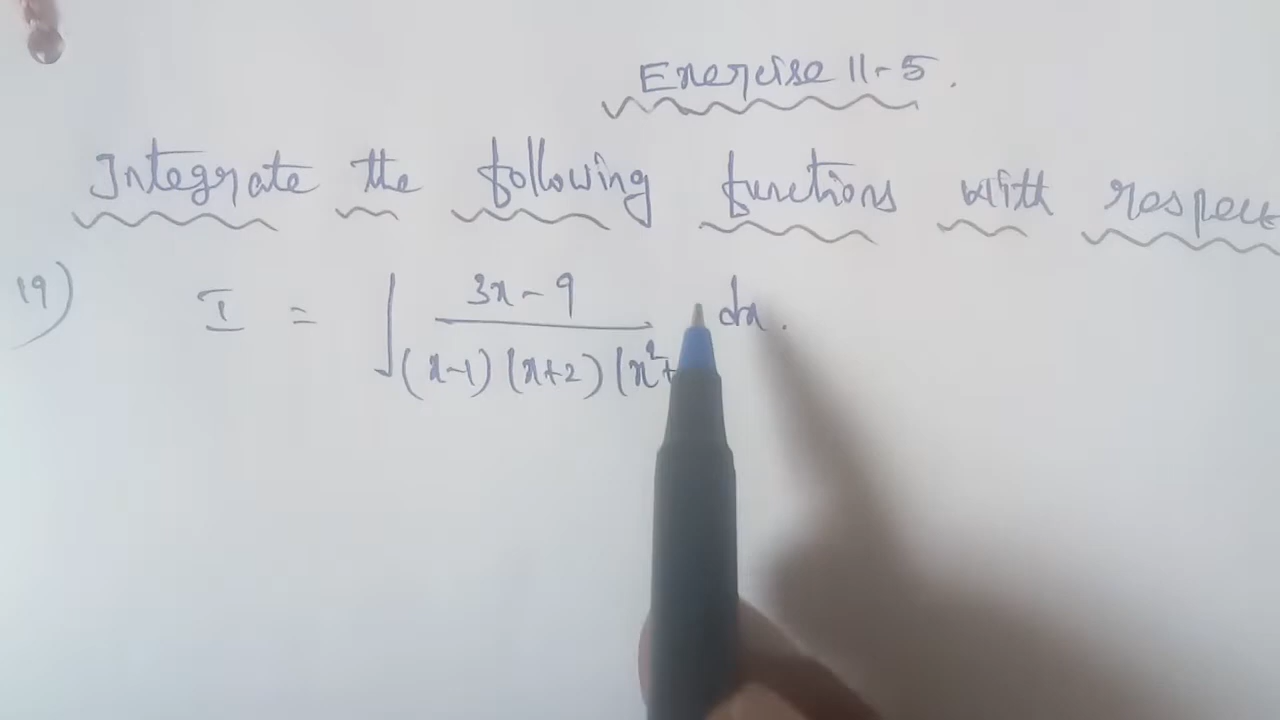 Exercise 11-5.
Integrate the following functions with respect
19) I = ∫ 3x-9 / (x-1)(x+2)(x²+ dx.